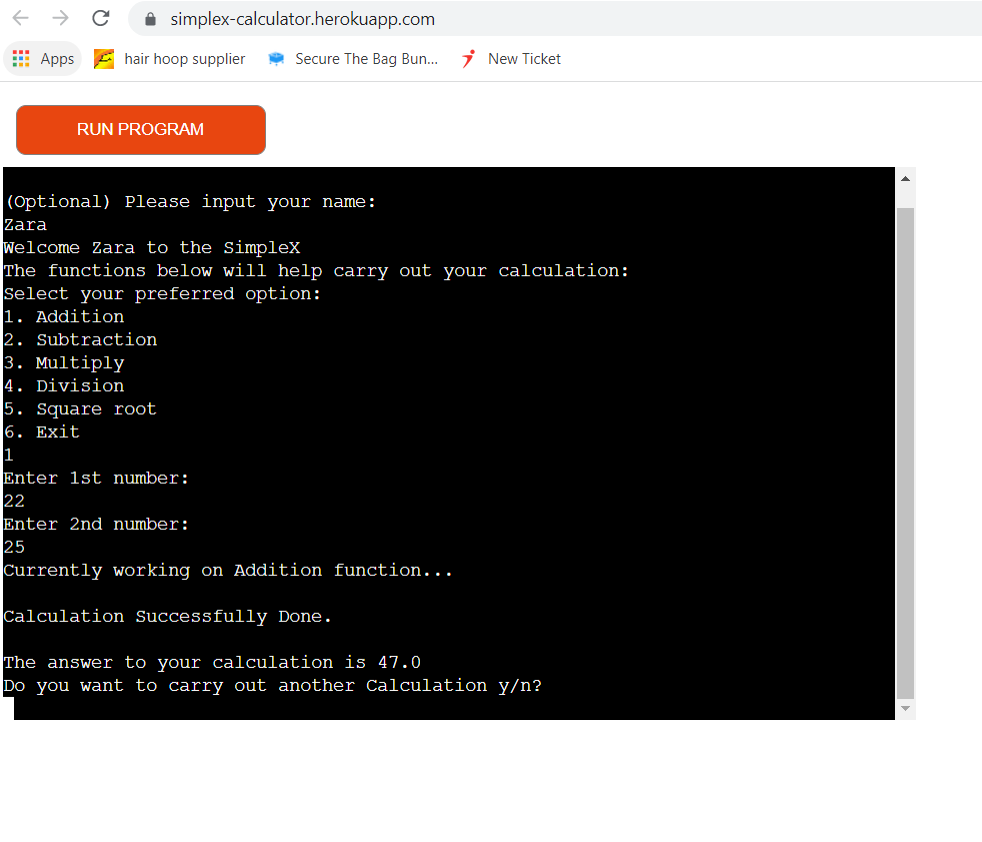 simplex-calculator.herokuapp.com
Apps hair hoop supplier Secure The Bag Bun... New Ticket
RUN PROGRAM
(Optional) Please input your name:
Zara
Welcome Zara to the SimpleX
The functions below will help carry out your calculation:
Select your preferred option:
1. Addition
2. Subtraction
3. Multiply
4. Division
5. Square root
6. Exit
1
Enter 1st number:
22
Enter 2nd number:
25
Currently working on Addition function...
Calculation Successfully Done.
The answer to your calculation is 47.0
Do you want to carry out another Calculation y/n?